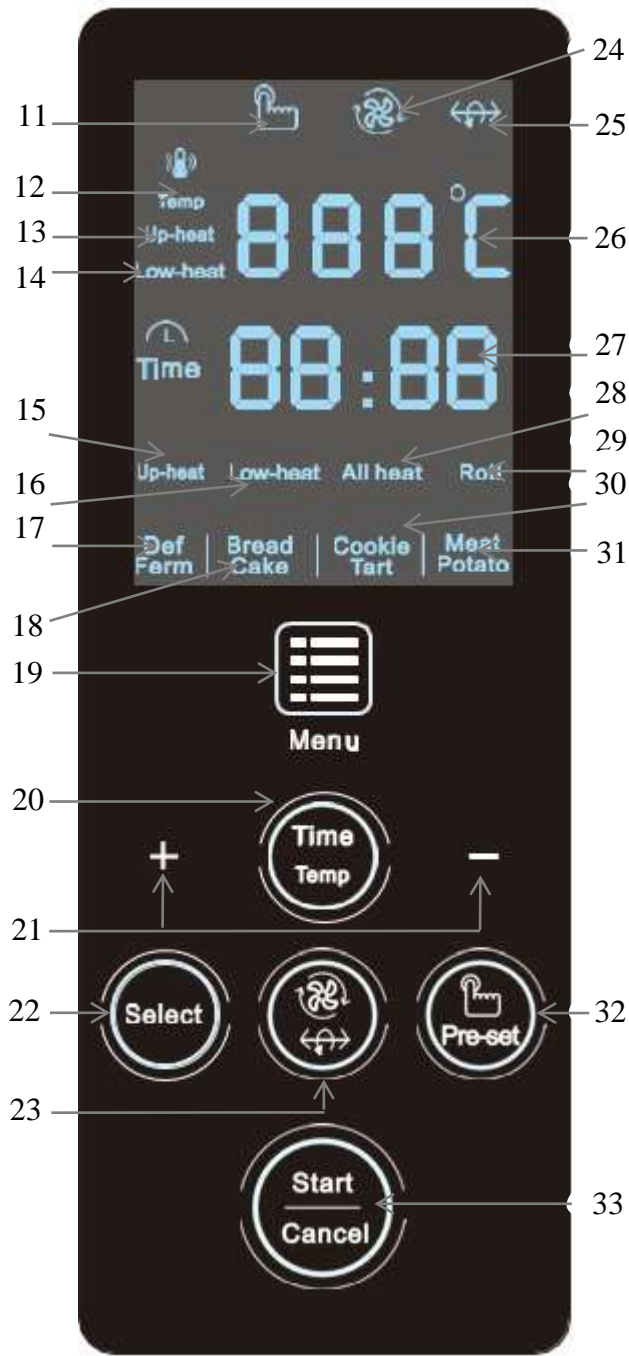 24
11
25
12
Temp
888°C
13
Up-heat
26
14
Low-heat
Time
88:88
27
15
28
29
Up-heat Low-heat All heat Roti
16
30
17
Def
Ferm
Bread
Cake
Cookie
Tart
Meat
Potato
31
18
19
Menu
20
Time
Temp
+
−
21
22
Select
Pre-set
32
23
Start
Cancel
33